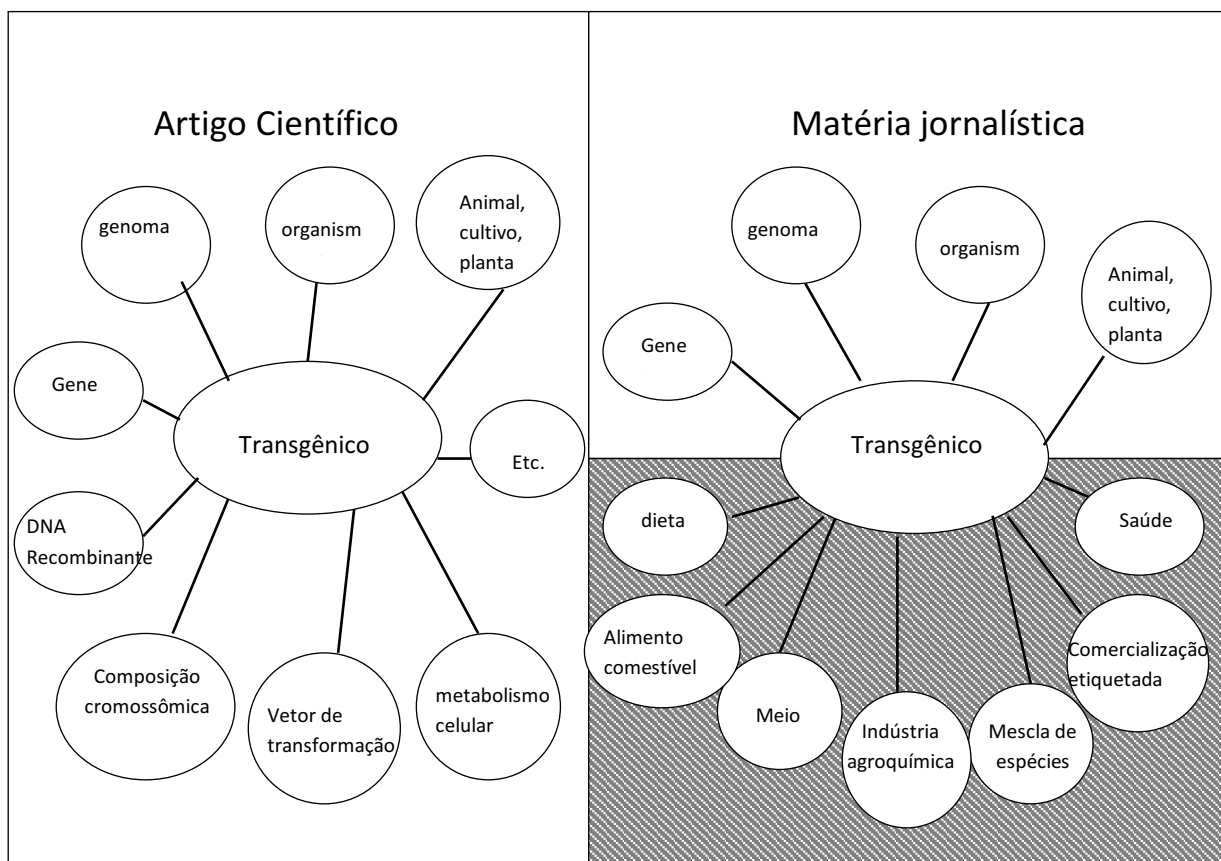 Artigo Científico
genoma
organism
Animal,
cultivo,
planta
Gene
Transgênico
Etc.
DNA
Recombinante
Composição
cromossômica
Vetor de
transformação
metabolismo
celular
Matéria jornalística
genoma
organism
Animal,
cultivo,
planta
Gene
Transgênico
dieta
Saúde
Alimento
comestível
Meio
Indústria
agroquímica
Mescla de
espécies
Comercialização
etiquetada